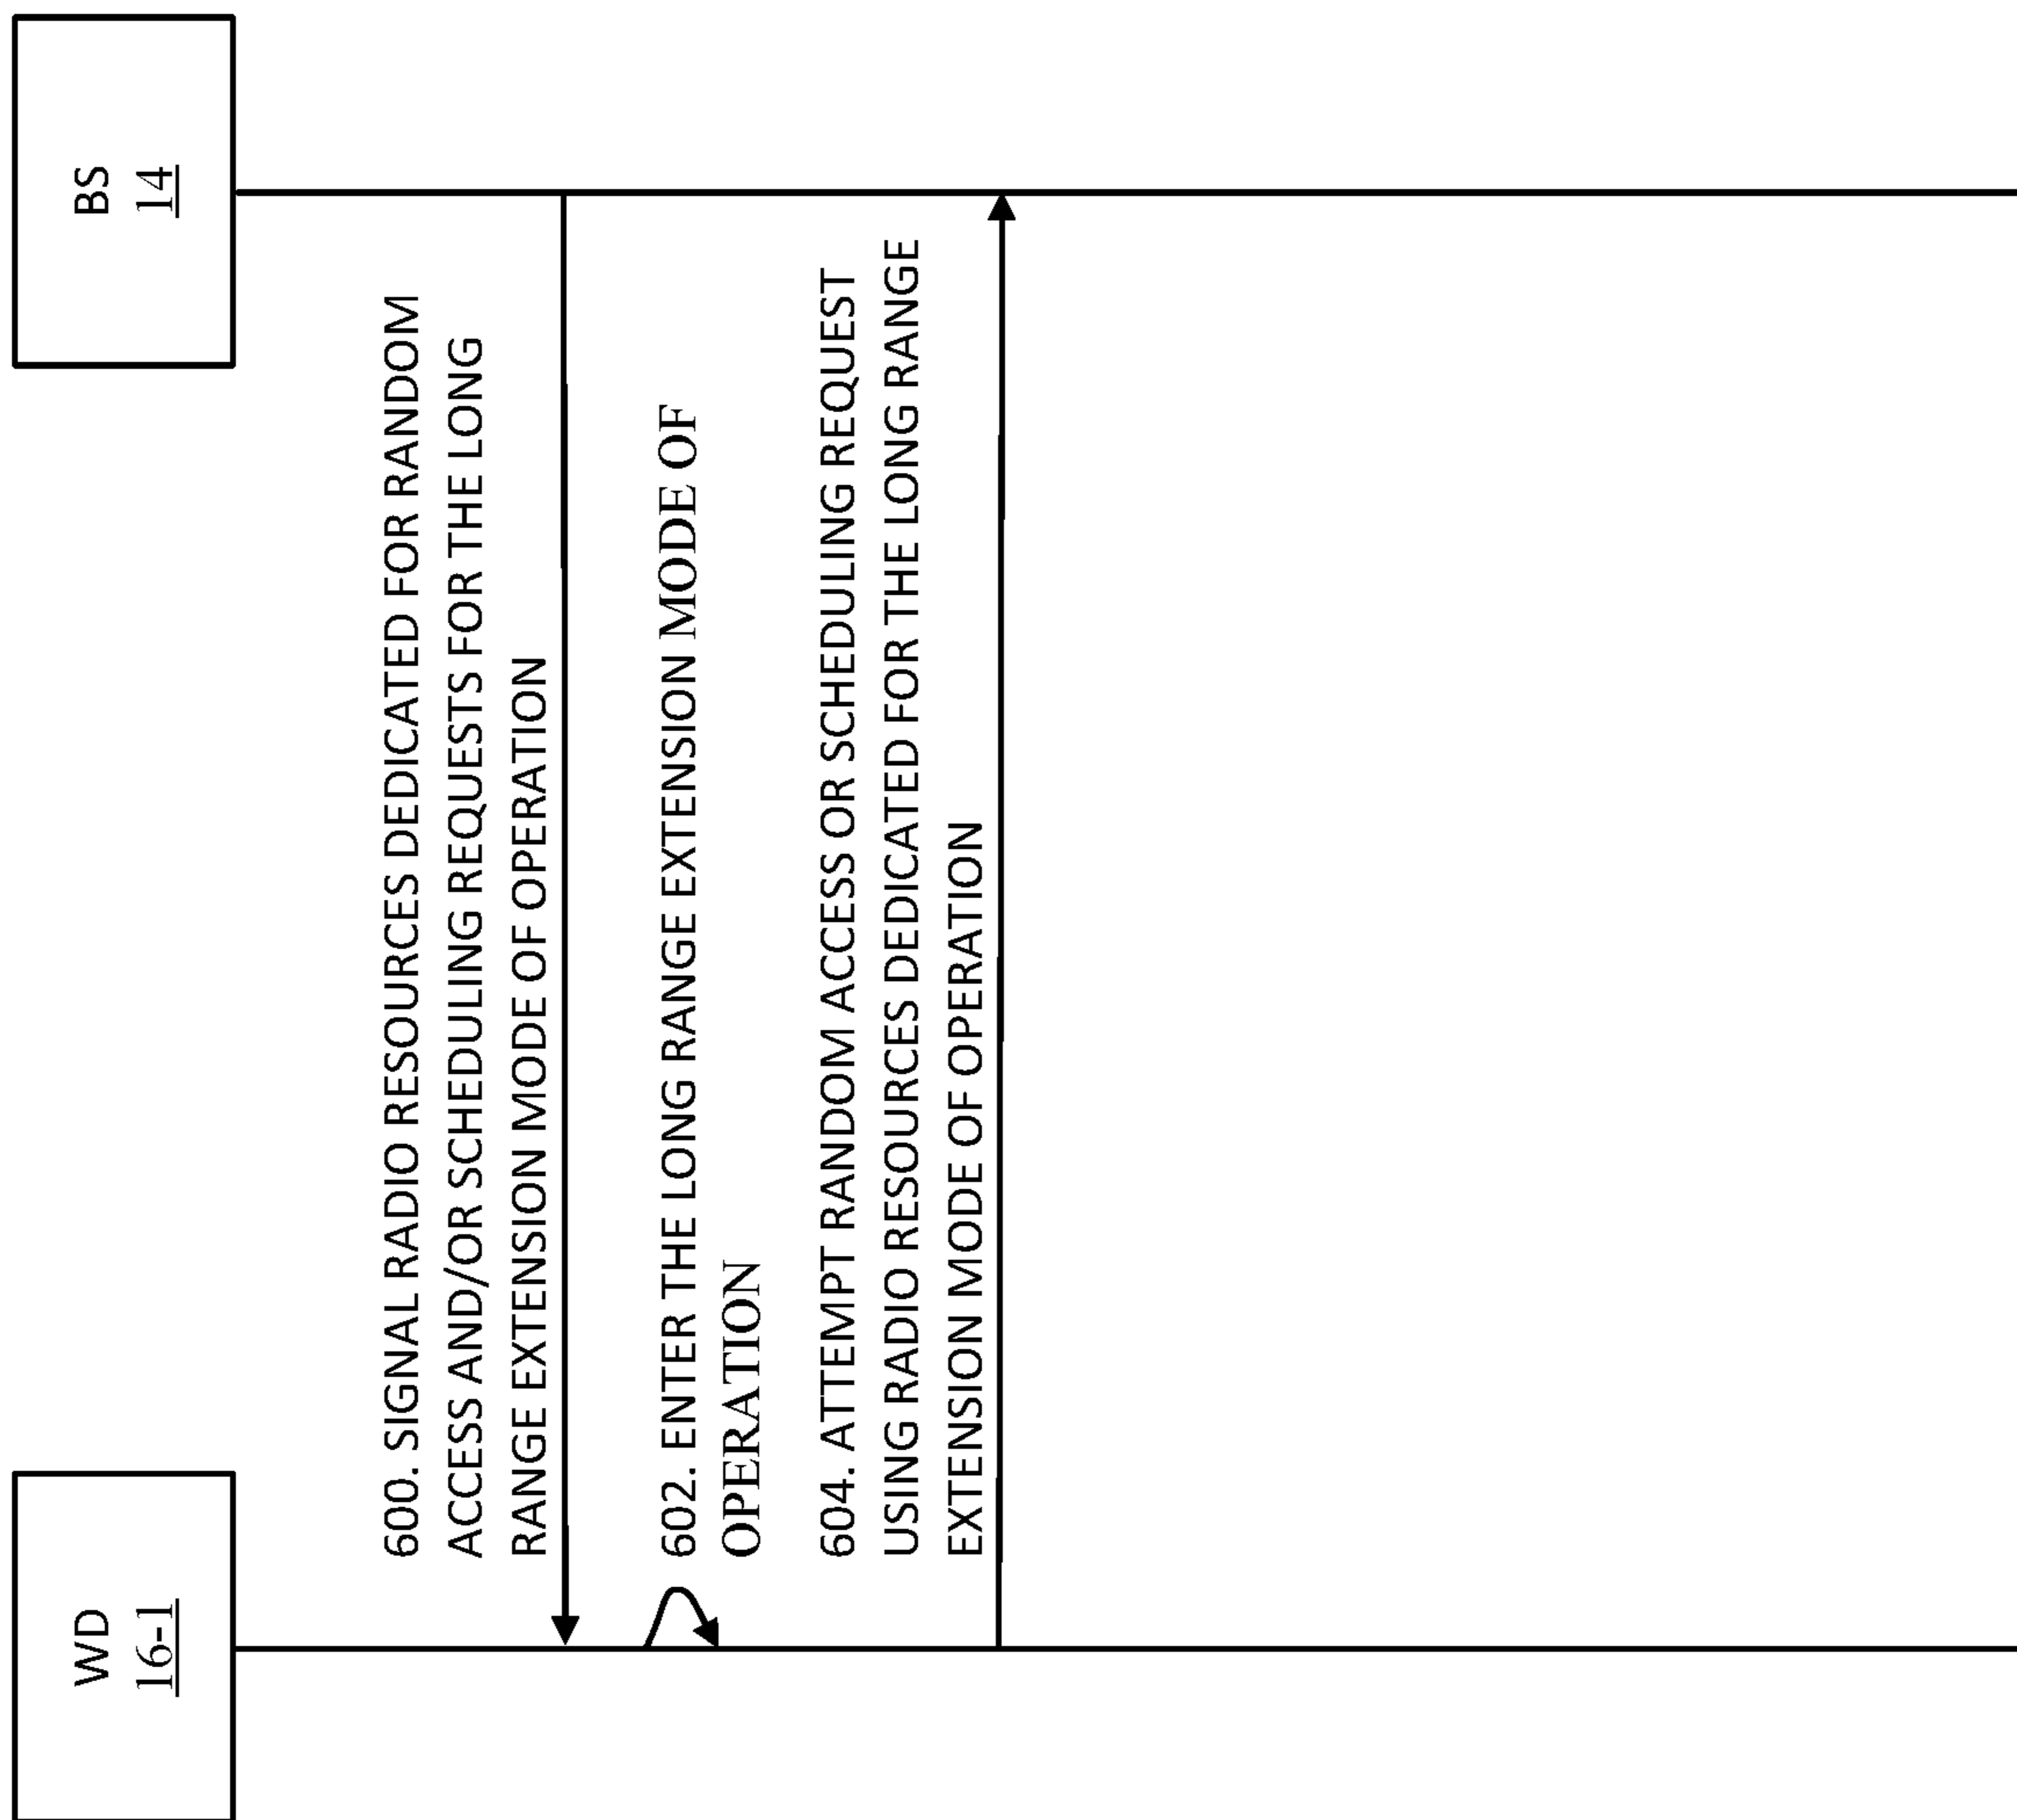 WD
16-1
BS
14
600. SIGNAL RADIO RESOURCES DEDICATED FOR RANDOM
ACCESS AND/OR SCHEDULING REQUESTS FOR THE LONG
RANGE EXTENSION MODE OF OPERATION
602. ENTER THE LONG RANGE EXTENSION MODE OF
OPERATION
604. ATTEMPT RANDOM ACCESS OR SCHEDULING REQUEST
USING RADIO RESOURCES DEDICATED FOR THE LONG RANGE
EXTENSION MODE OF OPERATION